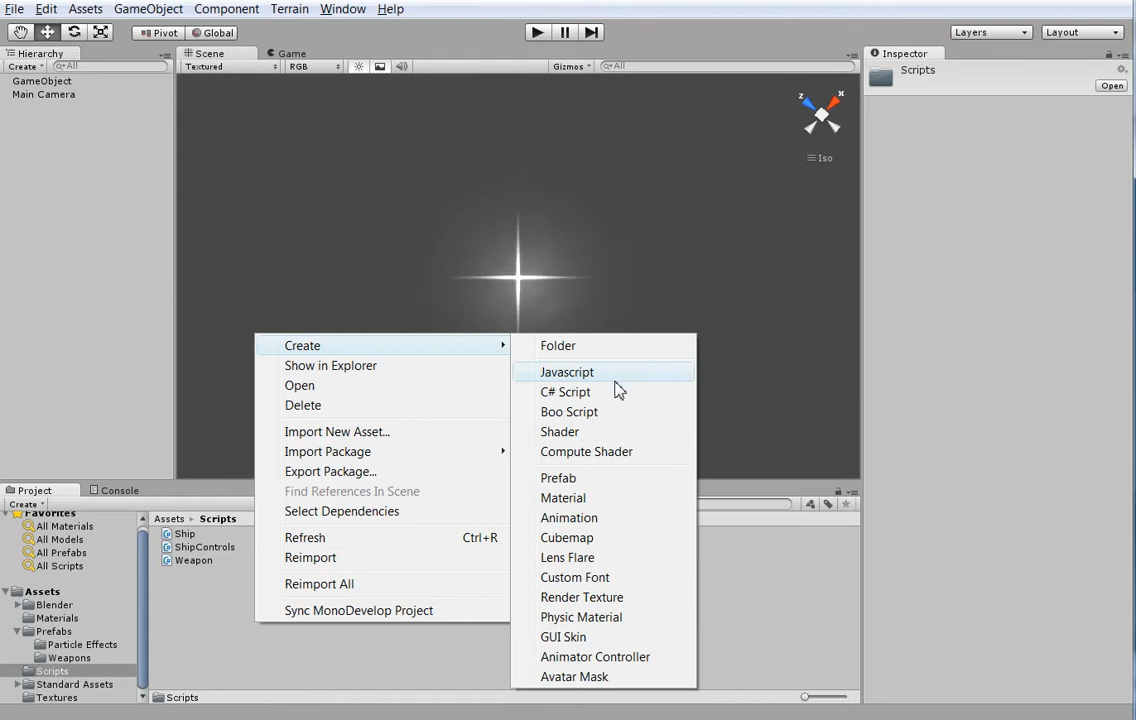 File Edit Assets GameObject Component Terrain Window Help
Pivot Global Layers Layout
Hierarchy
Create All
GameObject
Main Camera
Scene Game
Textured RGB Gizmos All
z x
Iso
Inspector
Scripts
Open
Create
Show in Explorer
Open
Delete
Import New Asset...
Import Package
Export Package...
Find References In Scene
Select Dependencies
Refresh Ctrl+R
Reimport
Reimport All
Sync MonoDevelop Project
Folder
Javascript
C# Script
Boo Script
Shader
Compute Shader
Prefab
Material
Animation
Cubemap
Lens Flare
Custom Font
Render Texture
Physic Material
GUI Skin
Animator Controller
Avatar Mask
Project Console
Create
Favorites
All Materials
All Models
All Prefabs
All Scripts
Assets
Blender
Materials
Prefabs
Particle Effects
Weapons
Scripts
Standard Assets
Textures
Assets Scripts
Ship
ShipControls
Weapon
Scripts